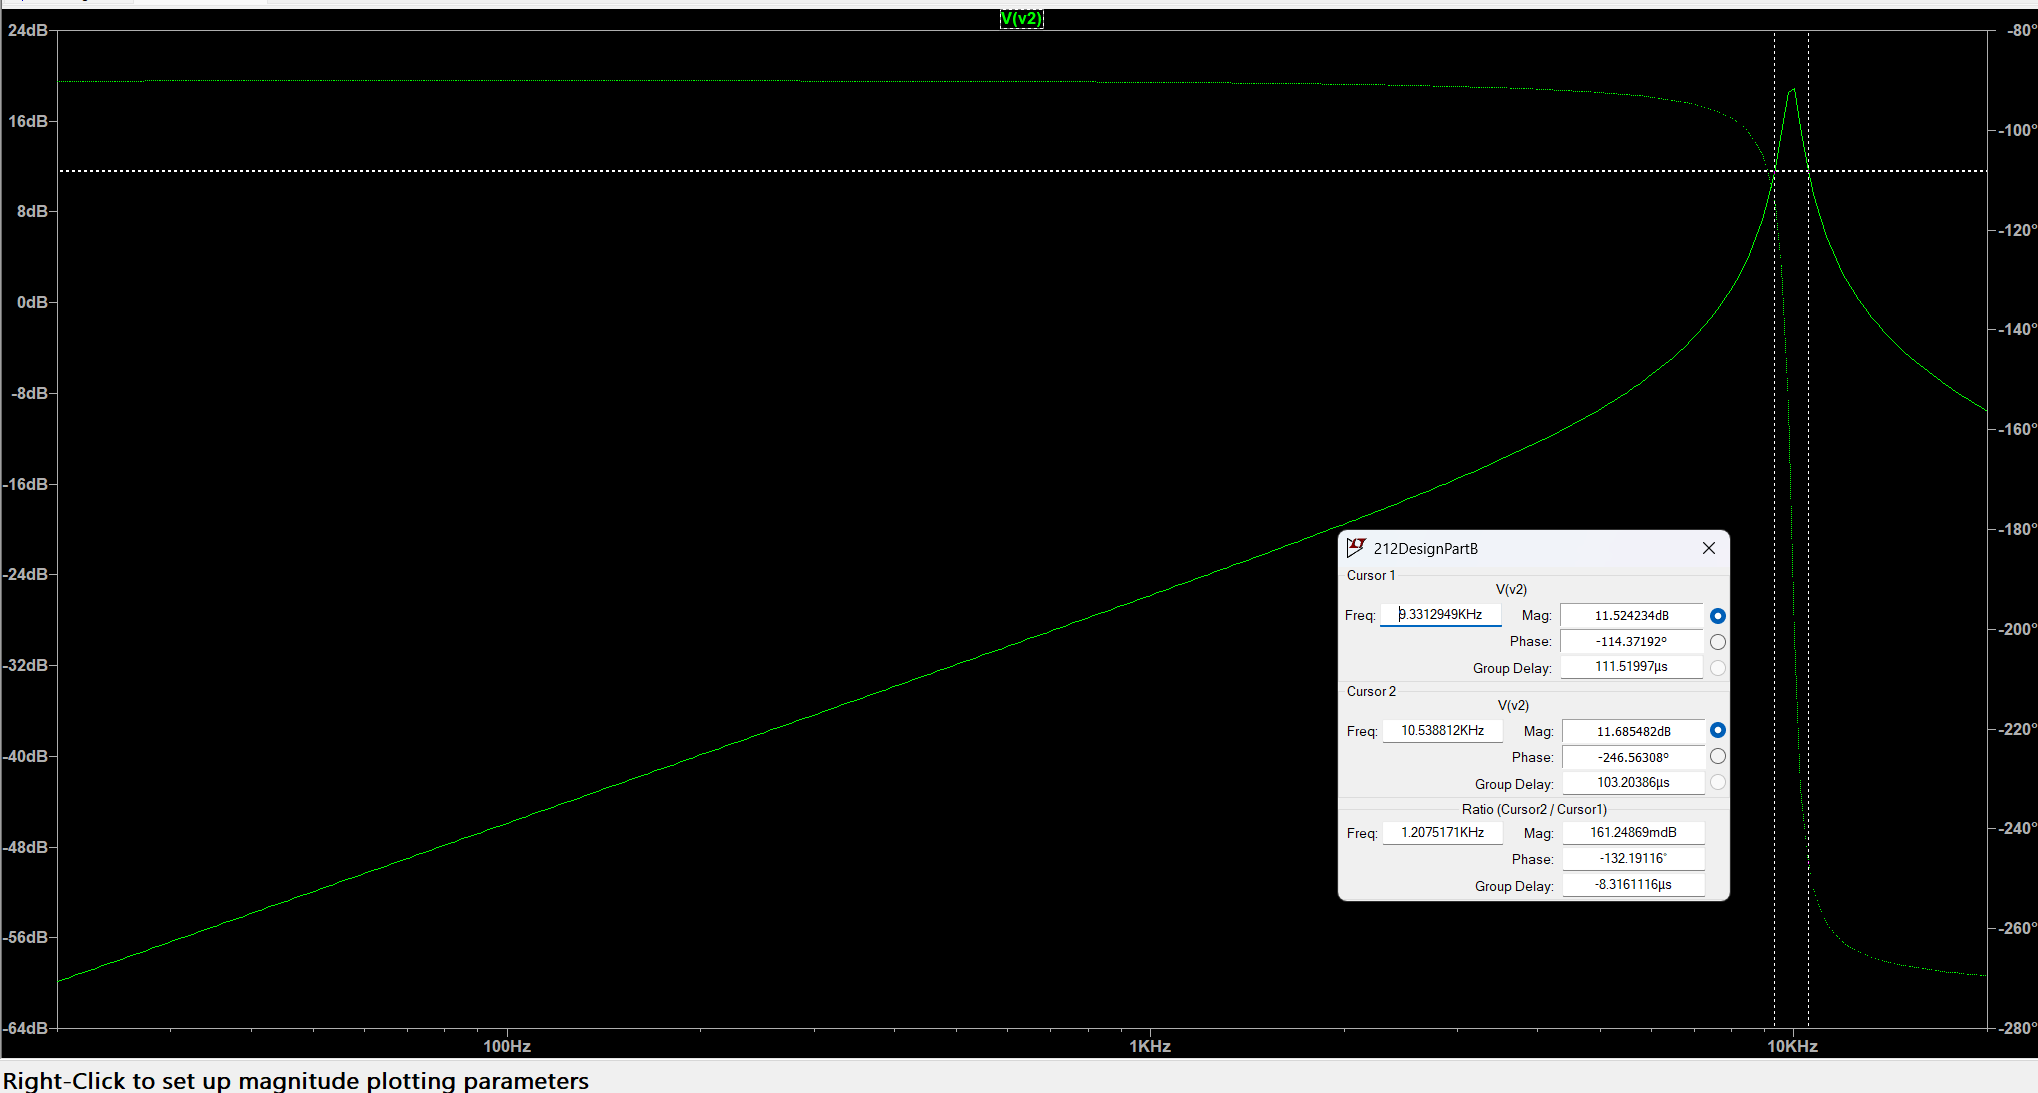 V(v2)
24dB
16dB
8dB
0dB
-8dB
-16dB
-24dB
-32dB
-40dB
-48dB
-56dB
-64dB
-80°
-100°
-120°
-140°
-160°
-180°
-200°
-220°
-240°
-260°
-280°
100Hz 1KHz 10KHz
212DesignPartB
Cursor 1
V(v2)
Freq: 9.3312949KHz Mag: 11.524234dB
Phase: -114.37192º
Group Delay: 111.51997µs
Cursor 2
V(v2)
Freq: 10.538812KHz Mag: 11.685482dB
Phase: -246.56308º
Group Delay: 103.20386µs
Ratio (Cursor2 / Cursor1)
Freq: 1.2075171KHz Mag: 161.24869mdB
Phase: -132.19116°
Group Delay: -8.3161116µs
Right-Click to set up magnitude plotting parameters